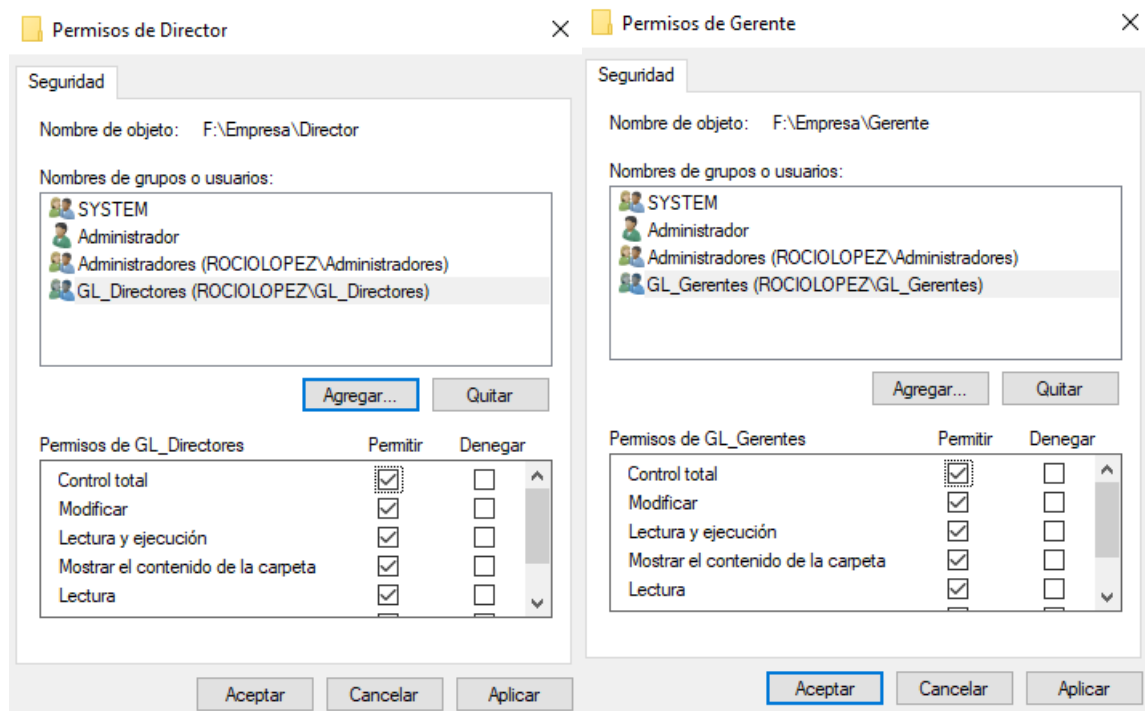 Permisos de Director
Seguridad
Nombre de objeto: F:\Empresa\Director
Nombres de grupos o usuarios:
SYSTEM
Administrador
Administradores (ROCIOLOPEZ\Administradores)
GL_Directores (ROCIOLOPEZ\GL_Directores)
Agregar...
Quitar
Permisos de GL_Directores Permitir Denegar
Control total
Modificar
Lectura y ejecución
Mostrar el contenido de la carpeta
Lectura
Aceptar
Cancelar
Aplicar
Permisos de Gerente
Seguridad
Nombre de objeto: F:\Empresa\Gerente
Nombres de grupos o usuarios:
SYSTEM
Administrador
Administradores (ROCIOLOPEZ\Administradores)
GL_Gerentes (ROCIOLOPEZ\GL_Gerentes)
Agregar...
Quitar
Permisos de GL_Gerentes Permitir Denegar
Control total
Modificar
Lectura y ejecución
Mostrar el contenido de la carpeta
Lectura
Aceptar
Cancelar
Aplicar